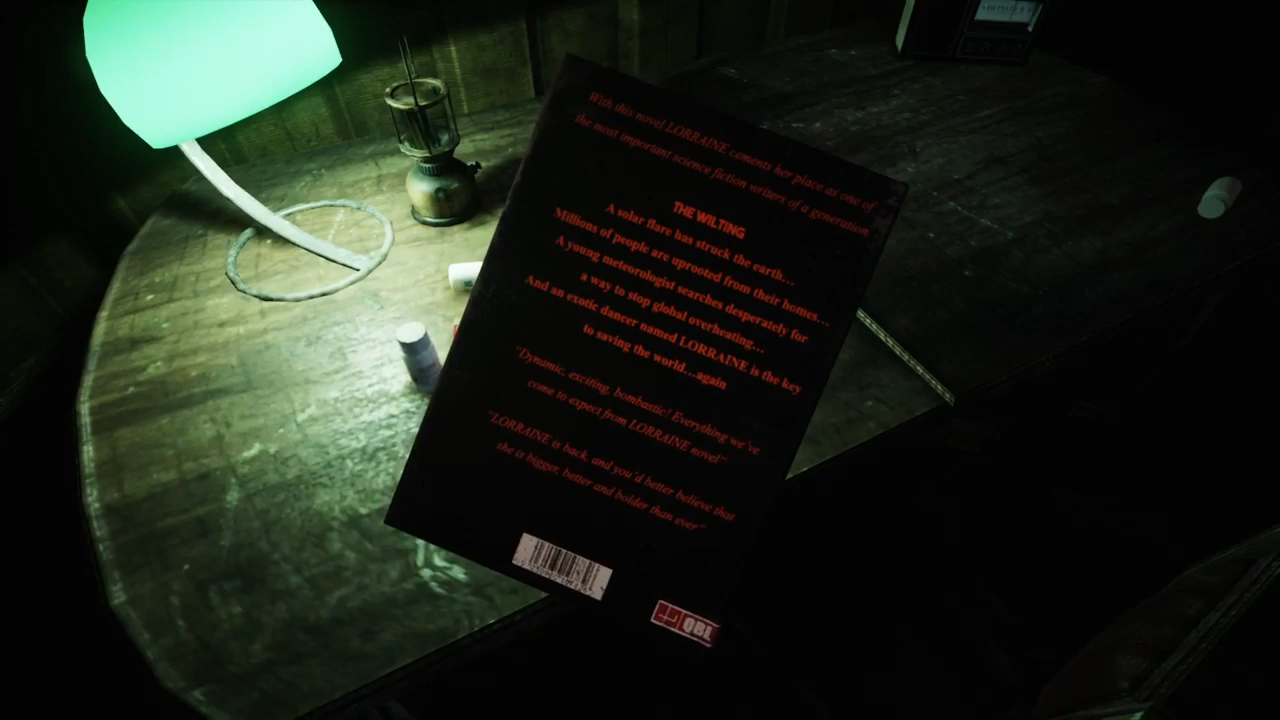 With this novel LORRAINE cements her place as one of
the most important science fiction writers of a generation
THE WILTING
A solar flare has struck the earth...
Millions of people are uprooted from their homes...
A young meteorologist searches desperately for
a way to stop global overheating...
And an exotic dancer named LORRAINE is the key
to saving the world...again
"Dynamic, exciting, bombastic! Everything we've
come to expect from LORRAINE novel"
"LORRAINE is back, and you'd better believe that
she is bigger, better and bolder than ever"
GBL